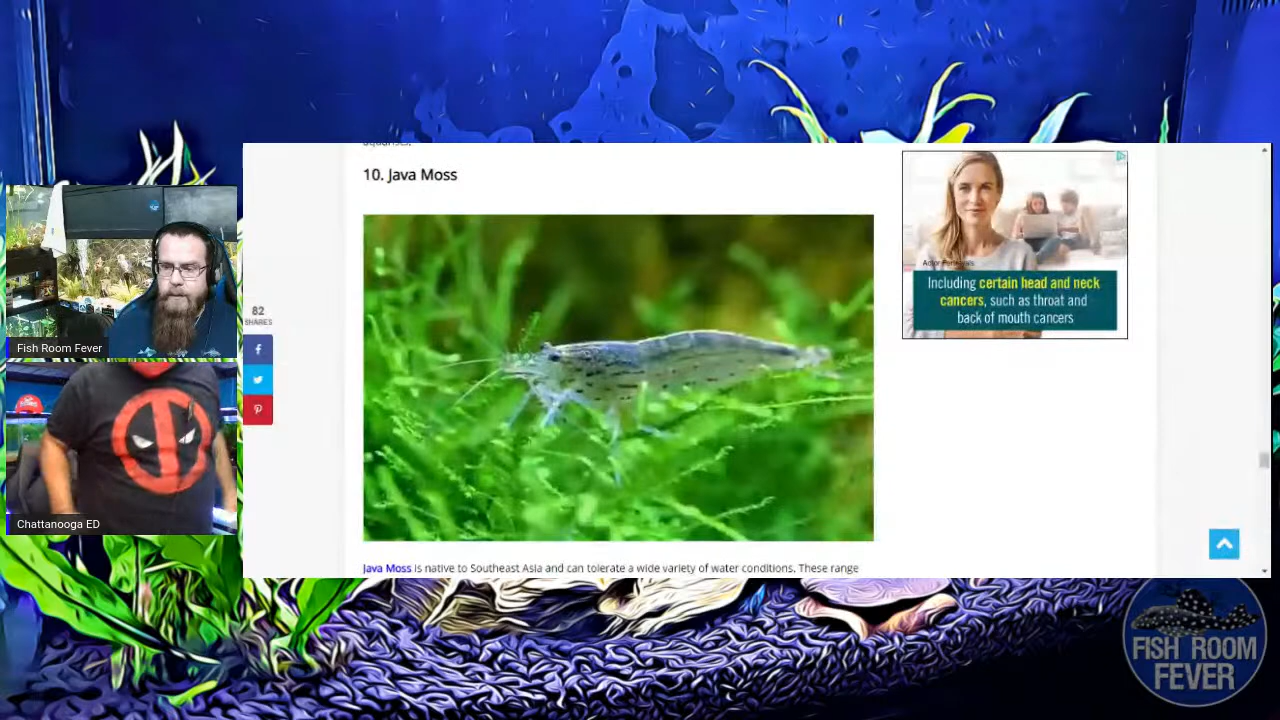 10. Java Moss
Including certain head and neck
cancers, such as throat and
back of mouth cancers
82
SHARES
Fish Room Fever
Chattanooga ED
Java Moss is native to Southeast Asia and can tolerate a wide variety of water conditions. These range
FISH ROOM
FEVER